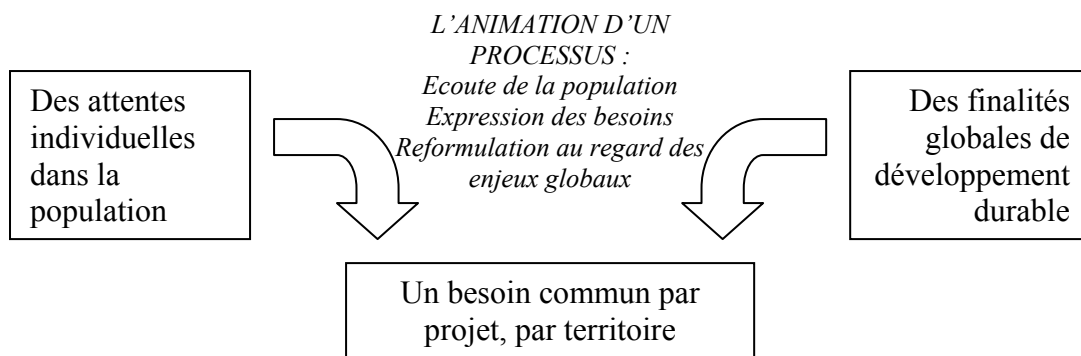 L’ANIMATION D’UN
PROCESSUS :
Ecoute de la population
Expression des besoins
Reformulation au regard des
enjeux globaux
Des attentes
individuelles
dans la
population
Des finalités
globales de
développement
durable
Un besoin commun par
projet, par territoire